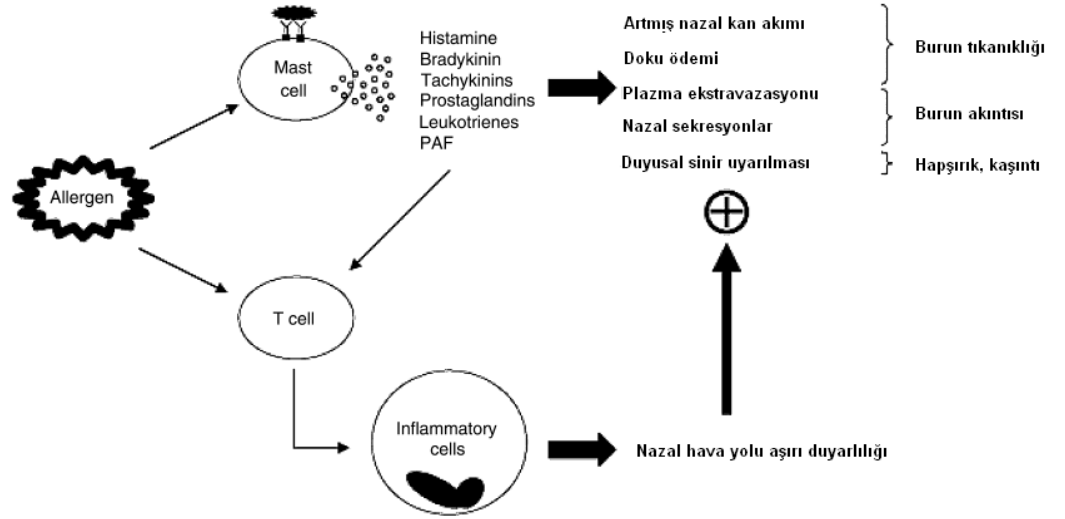 Allergen
Mast
cell
Histamine
Bradykinin
Tachykinins
Prostaglandins
Leukotrienes
PAF
Artmış nazal kan akımı
Doku ödemi
Plazma ekstravazasyonu
Nazal sekresyonlar
Duyusal sinir uyarılması
Burun tıkanıklığı
Burun akıntısı
Hapşırık, kaşıntı
T cell
Inflammatory
cells
Nazal hava yolu aşırı duyarlılığı